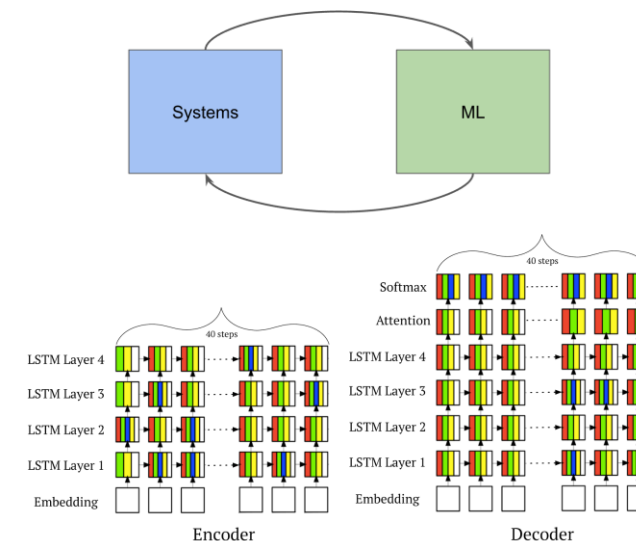 Systems
ML
40 steps
Softmax
Attention
LSTM Layer 4
LSTM Layer 3
LSTM Layer 2
LSTM Layer 1
Embedding
Decoder
40 steps
LSTM Layer 4
LSTM Layer 3
LSTM Layer 2
LSTM Layer 1
Embedding
Encoder